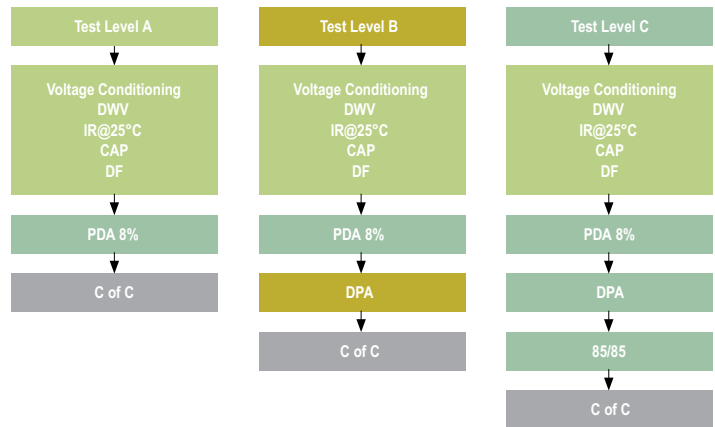 Test Level A
Voltage Conditioning
DWV
IR@25°C
CAP
DF
PDA 8%
C of C
Test Level B
Voltage Conditioning
DWV
IR@25°C
CAP
DF
PDA 8%
DPA
C of C
Test Level C
Voltage Conditioning
DWV
IR@25°C
CAP
DF
PDA 8%
DPA
85/85
C of C